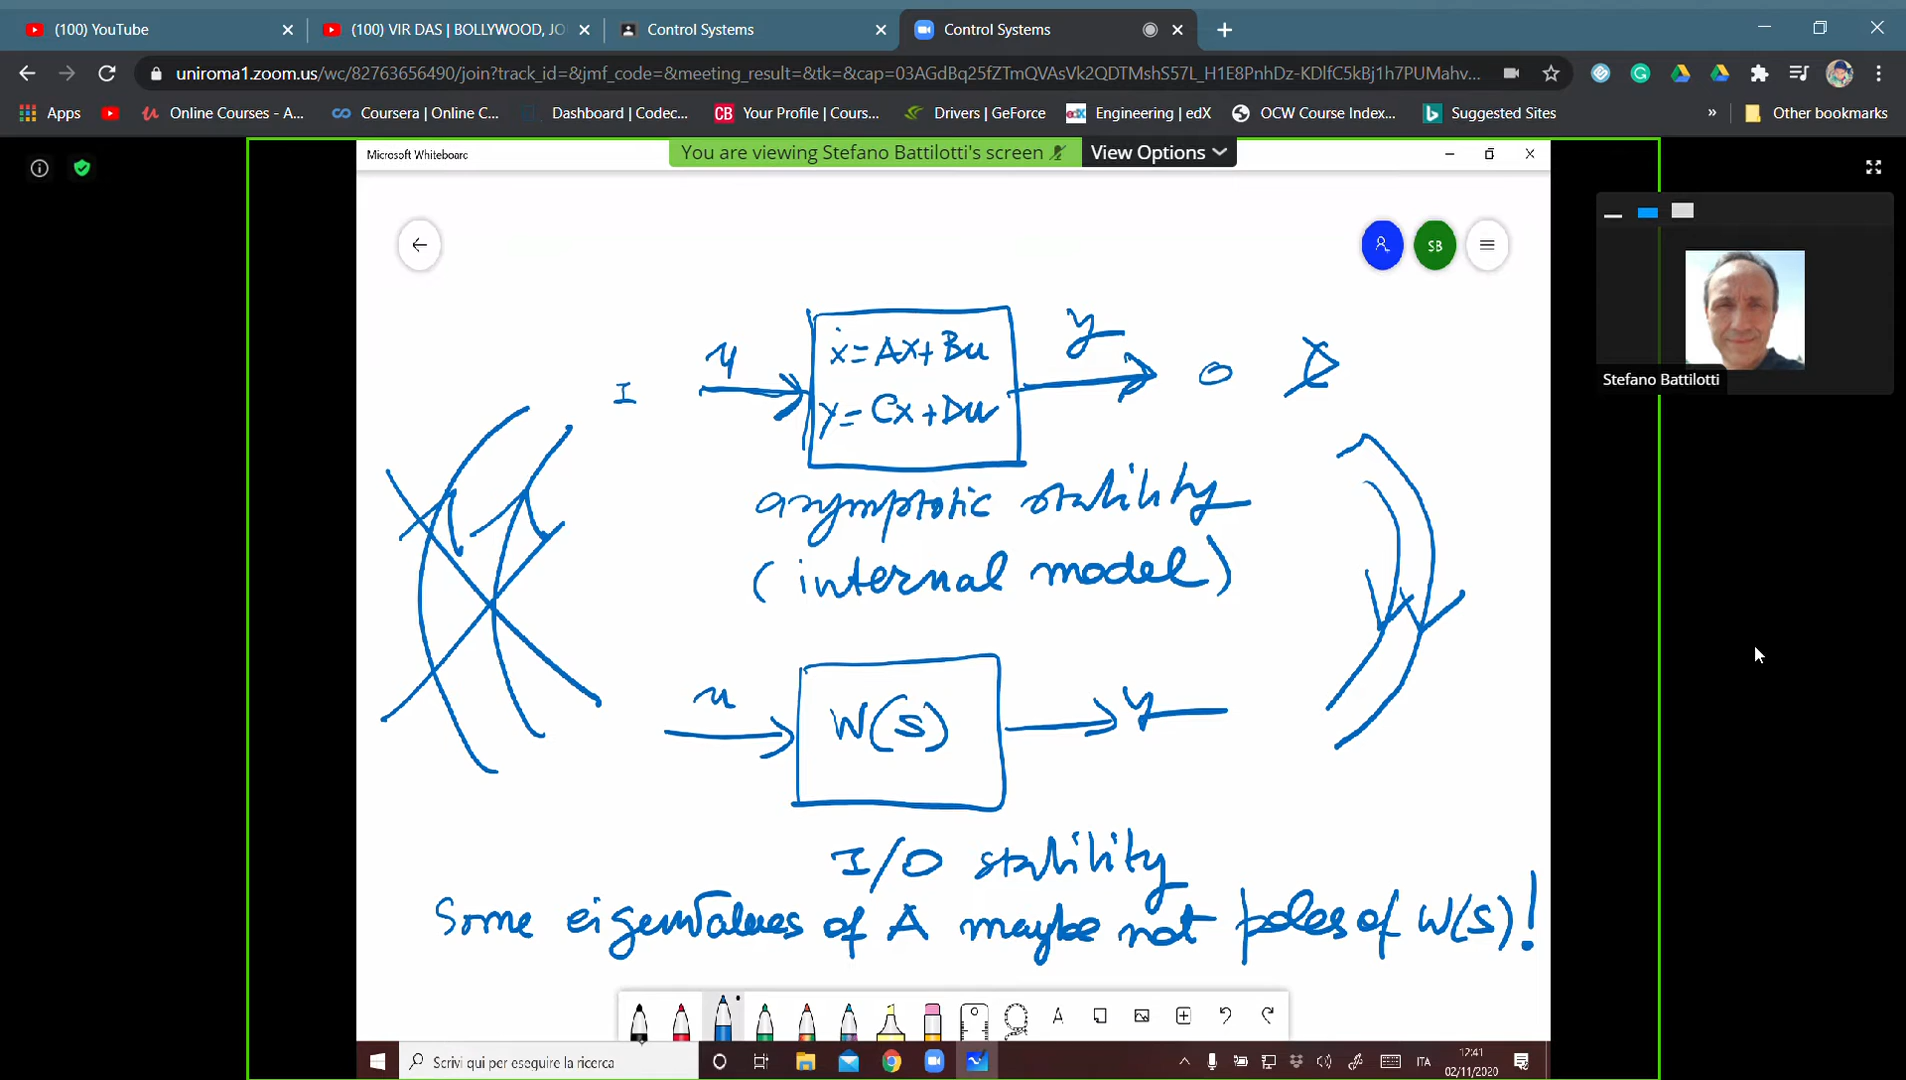 (100) YouTube
(100) VIR DAS | BOLLYWOOD, JO
Control Systems
Control Systems
uniroma1.zoom.us/wc/82763656490/join?track_id=&jmf_code=&meeting_result=&tk=&cap=03AGdBq25fZTmQVAsVk2QDTMshS57L_H1E8PnhDz-KDlfC5kBj1h7PUMahv...
Apps
Online Courses - A...
Coursera | Online C...
Dashboard | Codec...
CB Your Profile | Cours...
Drivers | GeForce
edX Engineering | edX
OCW Course Index...
b Suggested Sites
»
Other bookmarks
Microsoft Whiteboard
You are viewing Stefano Battilotti's screen
View Options
SB
Stefano Battilotti
I
u
ẋ=Ax+Bu
y=Cx+Du
y
O
asymptotic stability
(internal model)
u
W(s)
y
I/O stability
Some eigenvalues of A maybe not poles of W(s)!
A
Scrivi qui per eseguire la ricerca
ITA
12:41
02/11/2020